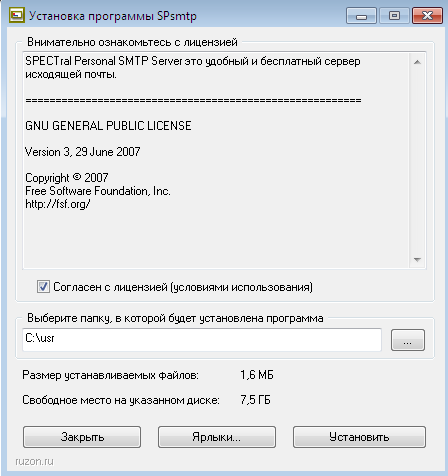 Установка программы SPsmtp
Внимательно ознакомьтесь с лицензией
SPECTral Personal SMTP Server это удобный и бесплатный сервер
исходящей почты.
====================================================
GNU GENERAL PUBLIC LICENSE
Version 3, 29 June 2007
Copyright © 2007
Free Software Foundation, Inc.
http://fsf.org/
Согласен с лицензией (условиями использования)
Выберите папку, в которой будет установлена программа
C:\usr
...
Размер устанавливаемых файлов: 1,6 МБ
Свободное место на указанном диске: 7,5 ГБ
Закрыть Ярлыки... Установить
ruzon.ru